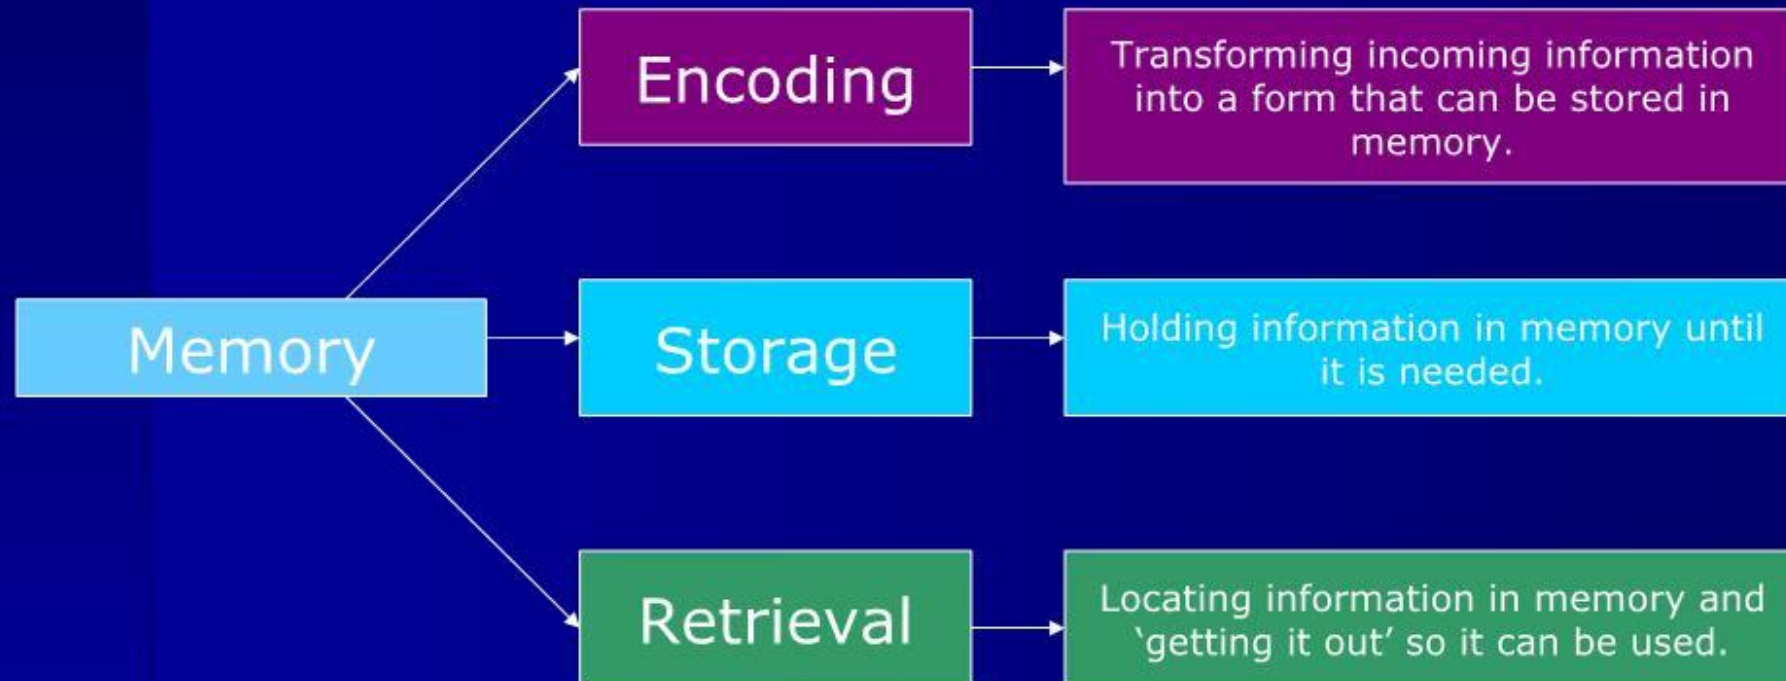 Encoding
Transforming incoming information
into a form that can be stored in
memory.
Memory
Storage
Holding information in memory until
it is needed.
Retrieval
Locating information in memory and
‘getting it out’ so it can be used.